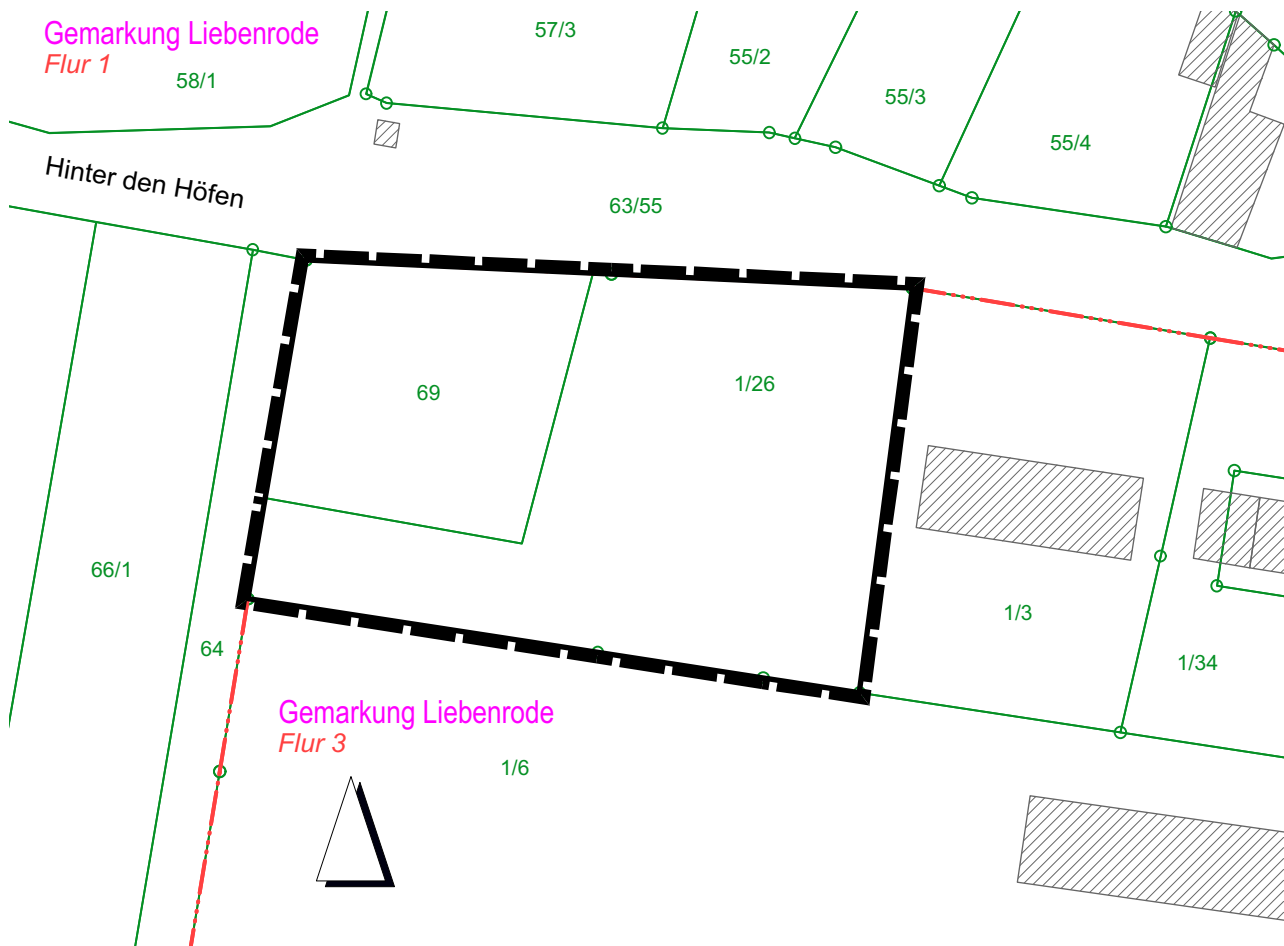 Gemarkung Liebenrode
Flur 1
57/3
55/2
58/1
55/3
55/4
Hinter den Höfen
63/55
69
1/26
66/1
1/3
64
1/34
Gemarkung Liebenrode
Flur 3
1/6